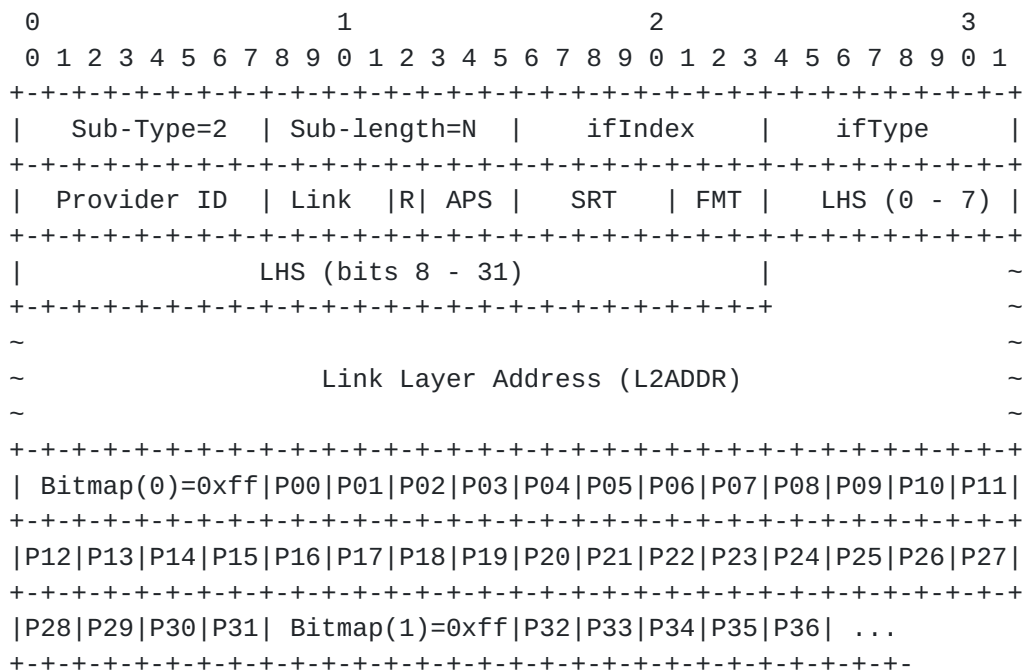 0                   1                   2                   3
 0 1 2 3 4 5 6 7 8 9 0 1 2 3 4 5 6 7 8 9 0 1 2 3 4 5 6 7 8 9 0 1
+-+-+-+-+-+-+-+-+-+-+-+-+-+-+-+-+-+-+-+-+-+-+-+-+-+-+-+-+-+-+-+-+
|   Sub-Type=2  | Sub-length=N  |    ifIndex    |    ifType     |
+-+-+-+-+-+-+-+-+-+-+-+-+-+-+-+-+-+-+-+-+-+-+-+-+-+-+-+-+-+-+-+-+
|  Provider ID  | Link  |R| APS |   SRT   | FMT |   LHS (0 - 7) |
+-+-+-+-+-+-+-+-+-+-+-+-+-+-+-+-+-+-+-+-+-+-+-+-+-+-+-+-+-+-+-+-+
|               LHS (bits 8 - 31)               |               ~
+-+-+-+-+-+-+-+-+-+-+-+-+-+-+-+-+-+-+-+-+-+-+-+-+               ~
~                                                               ~
~                   Link Layer Address (L2ADDR)                 ~
~                                                               ~
+-+-+-+-+-+-+-+-+-+-+-+-+-+-+-+-+-+-+-+-+-+-+-+-+-+-+-+-+-+-+-+-+
| Bitmap(0)=0xff|P00|P01|P02|P03|P04|P05|P06|P07|P08|P09|P10|P11|
+-+-+-+-+-+-+-+-+-+-+-+-+-+-+-+-+-+-+-+-+-+-+-+-+-+-+-+-+-+-+-+-+
|P12|P13|P14|P15|P16|P17|P18|P19|P20|P21|P22|P23|P24|P25|P26|P27|
+-+-+-+-+-+-+-+-+-+-+-+-+-+-+-+-+-+-+-+-+-+-+-+-+-+-+-+-+-+-+-+-+
|P28|P29|P30|P31| Bitmap(1)=0xff|P32|P33|P34|P35|P36| ...
+-+-+-+-+-+-+-+-+-+-+-+-+-+-+-+-+-+-+-+-+-+-+-+-+-+-+-+-+-